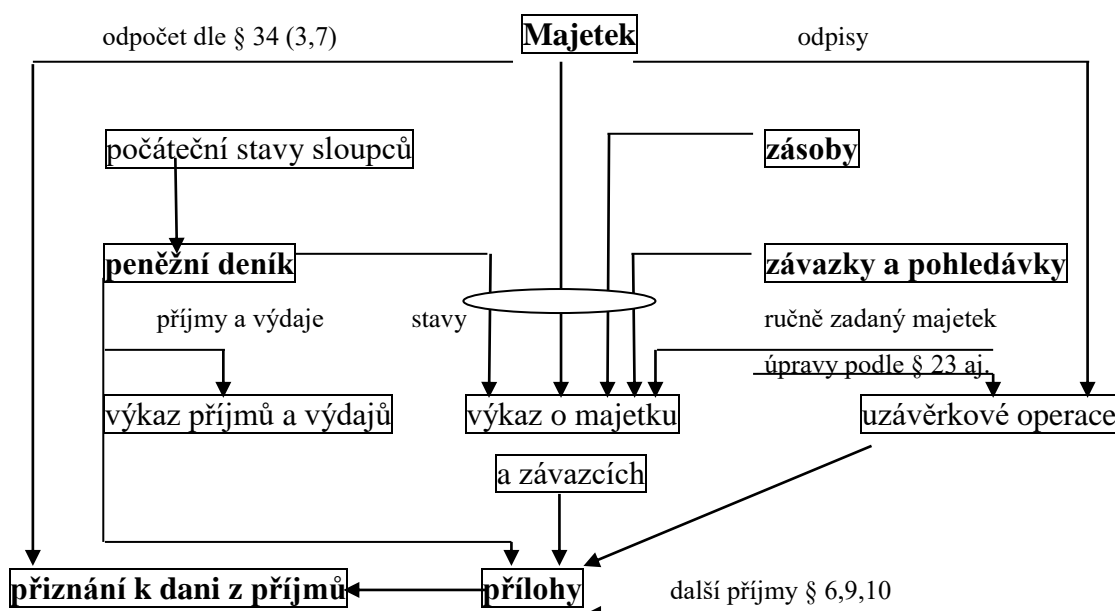 odpočet dle § 34 (3,7) Majetek odpisy
počáteční stavy sloupců zásoby
peněžní deník závazky a pohledávky
příjmy a výdaje stavy ručně zadaný majetek
úpravy podle § 23 aj.
výkaz příjmů a výdajů výkaz o majetku uzávěrkové operace
a závazcích
přiznání k dani z příjmů přílohy další příjmy § 6,9,10